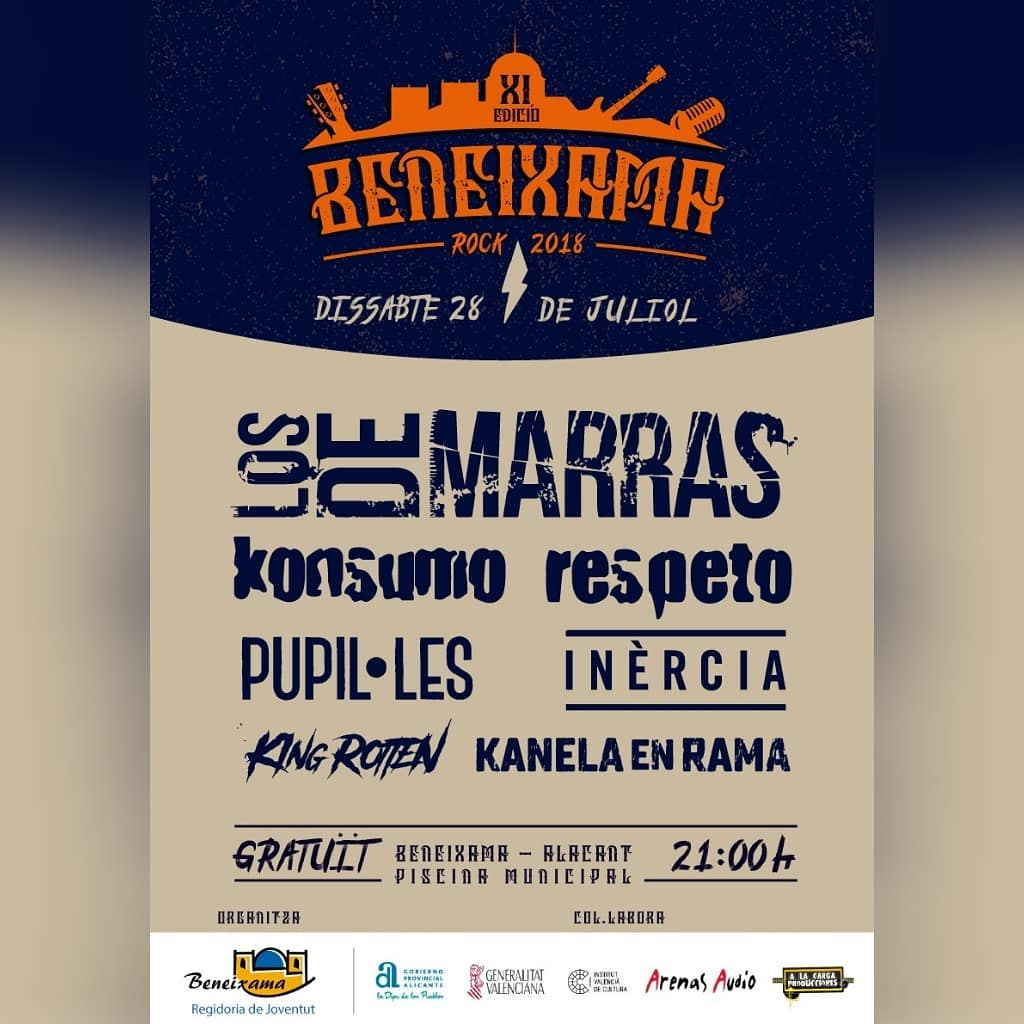 XI
EDICIÓ
BENEIXAMA
ROCK 2018
DISSABTE 28 DE JULIOL
LOS DE MARRAS
konsumo respeto
PUPIL•LES
INÈRCIA
KING ROTTEN
KANELA EN RAMA
GRATUÏT
BENEIXAMA – ALACANT
PISCINA MUNICIPAL
21:00h
ORGANITZA
COL.LABORA
Beneixama
Regidoria de Joventut
GOBIERNO
PROVINCIAL
ALICANTE
la Dipu de los Pueblos
GENERALITAT
VALENCIANA
INSTITUT
VALENCIÀ
DE CULTURA
Arenas Audio
A LA CARGA
PRODUCCIONES